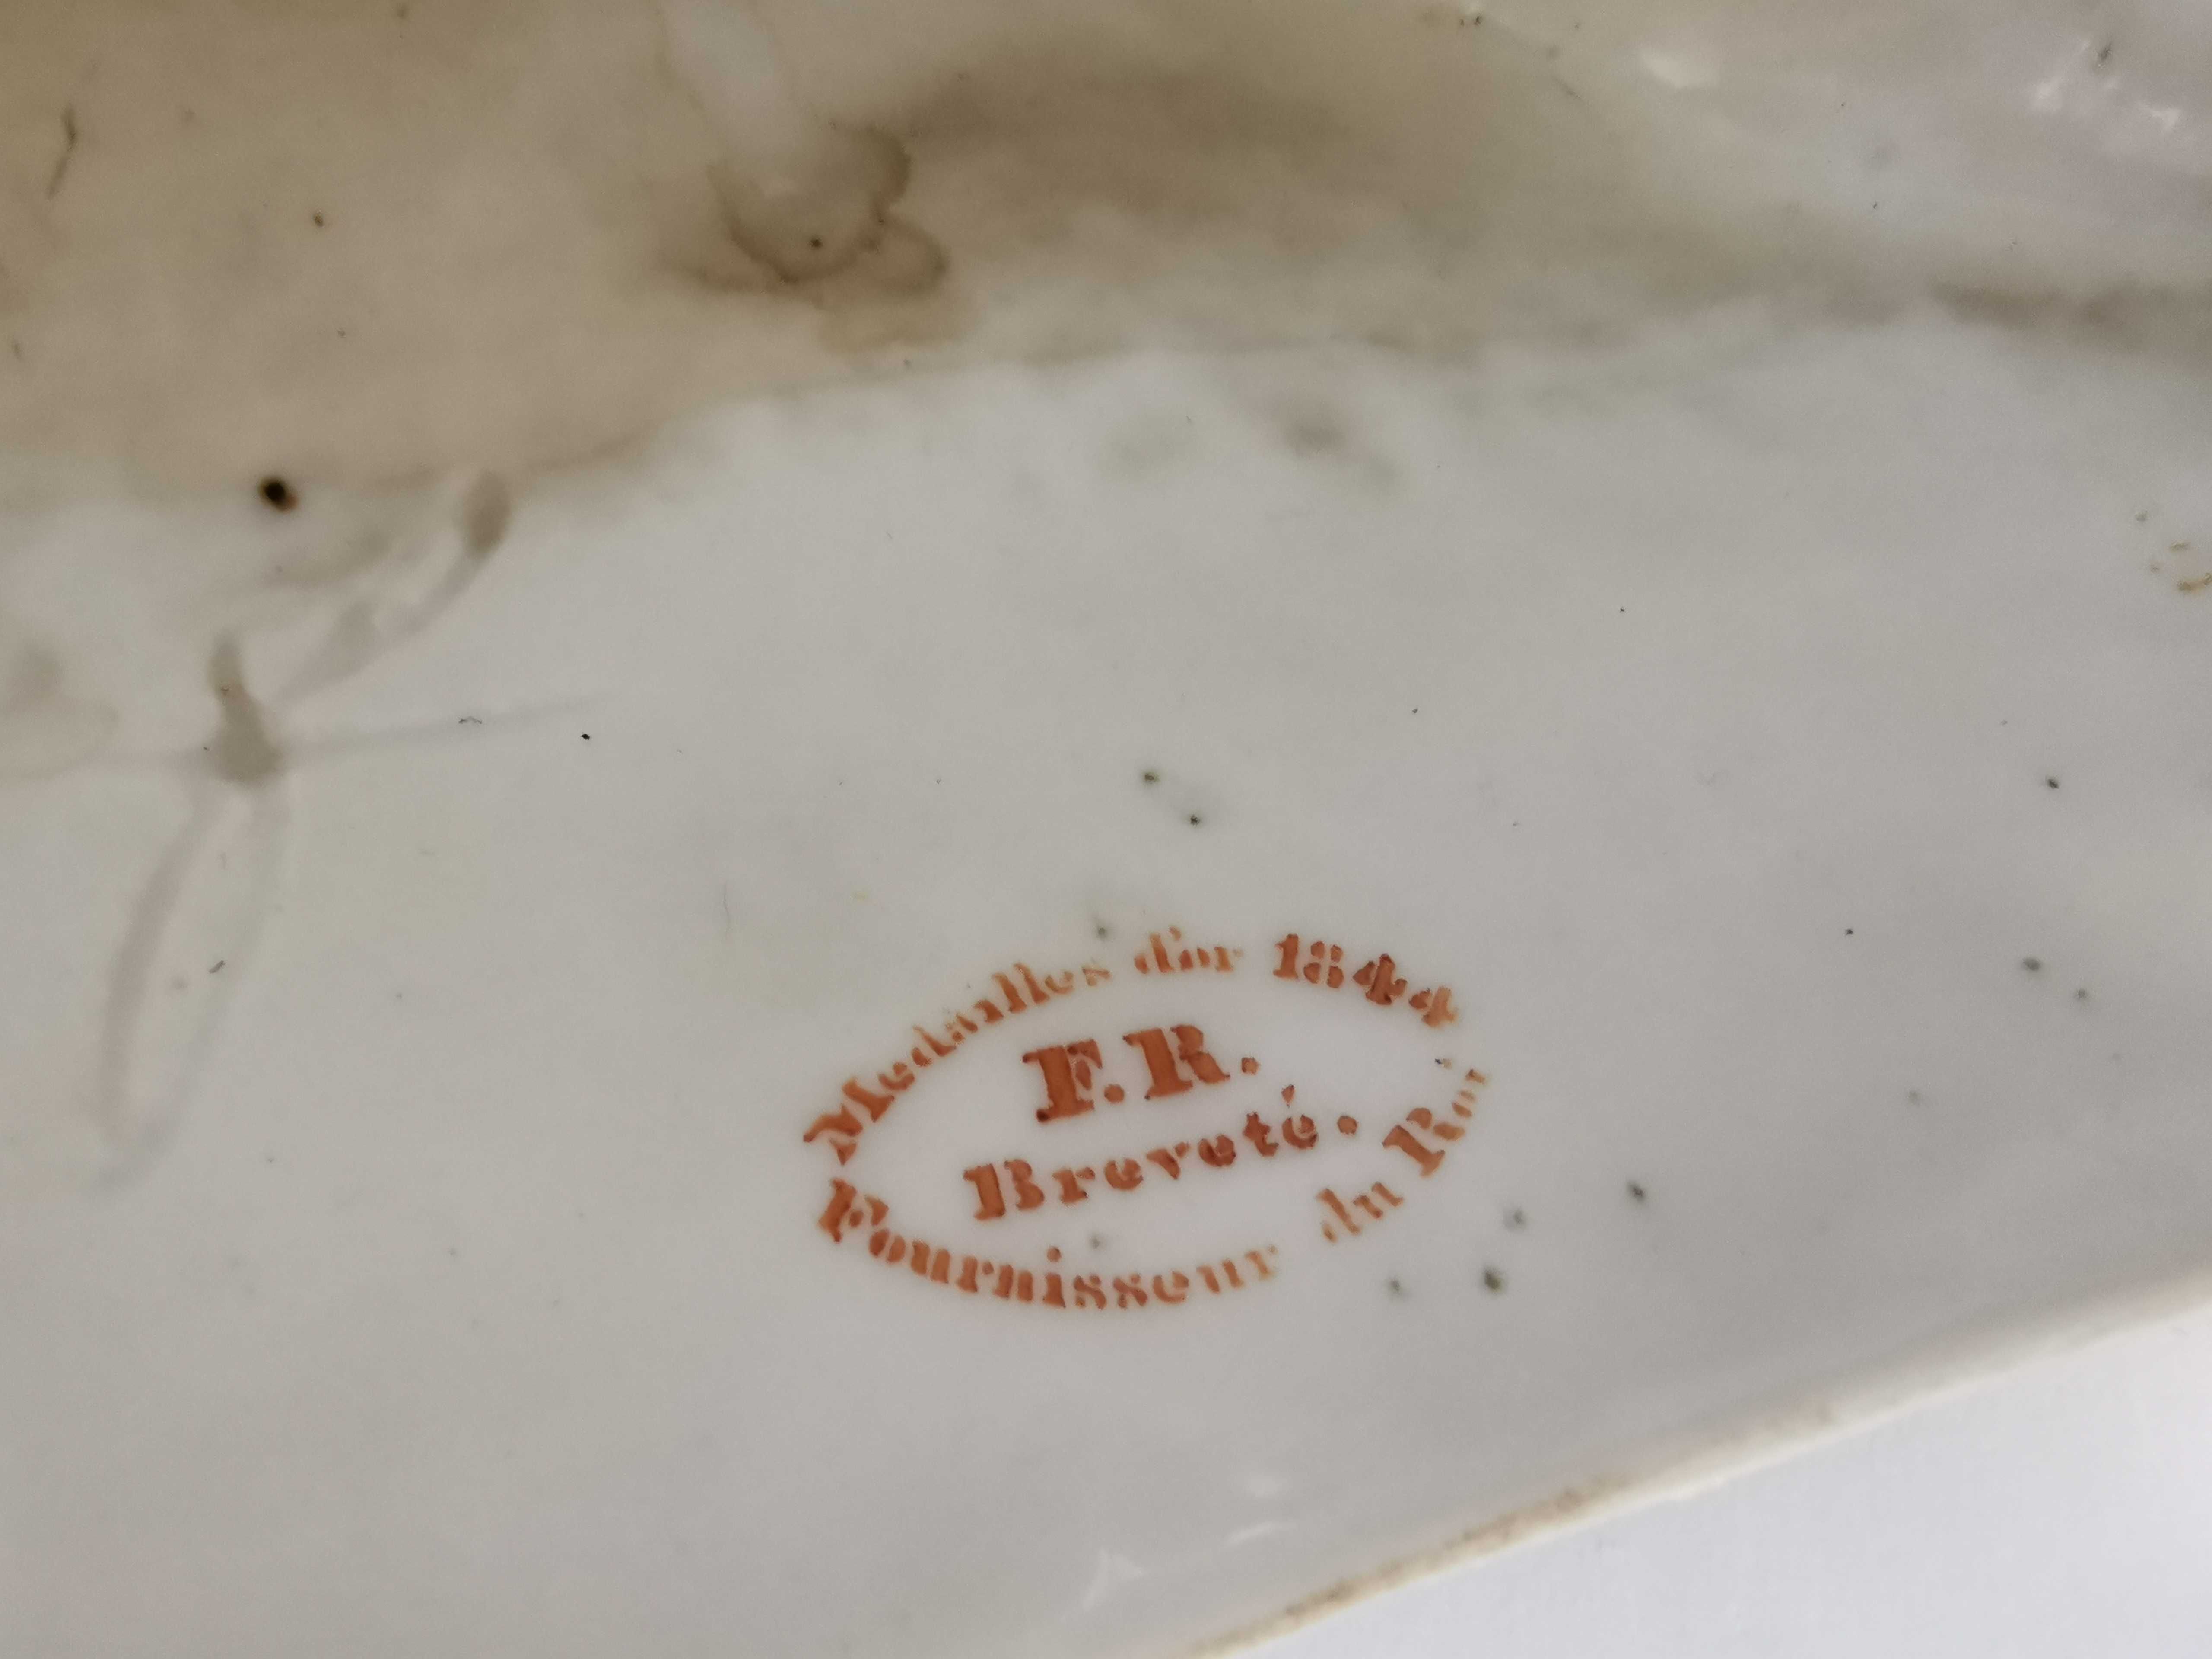 Medailles d'or 1844
F.R.
Breveté.
Fournisseur du Roi